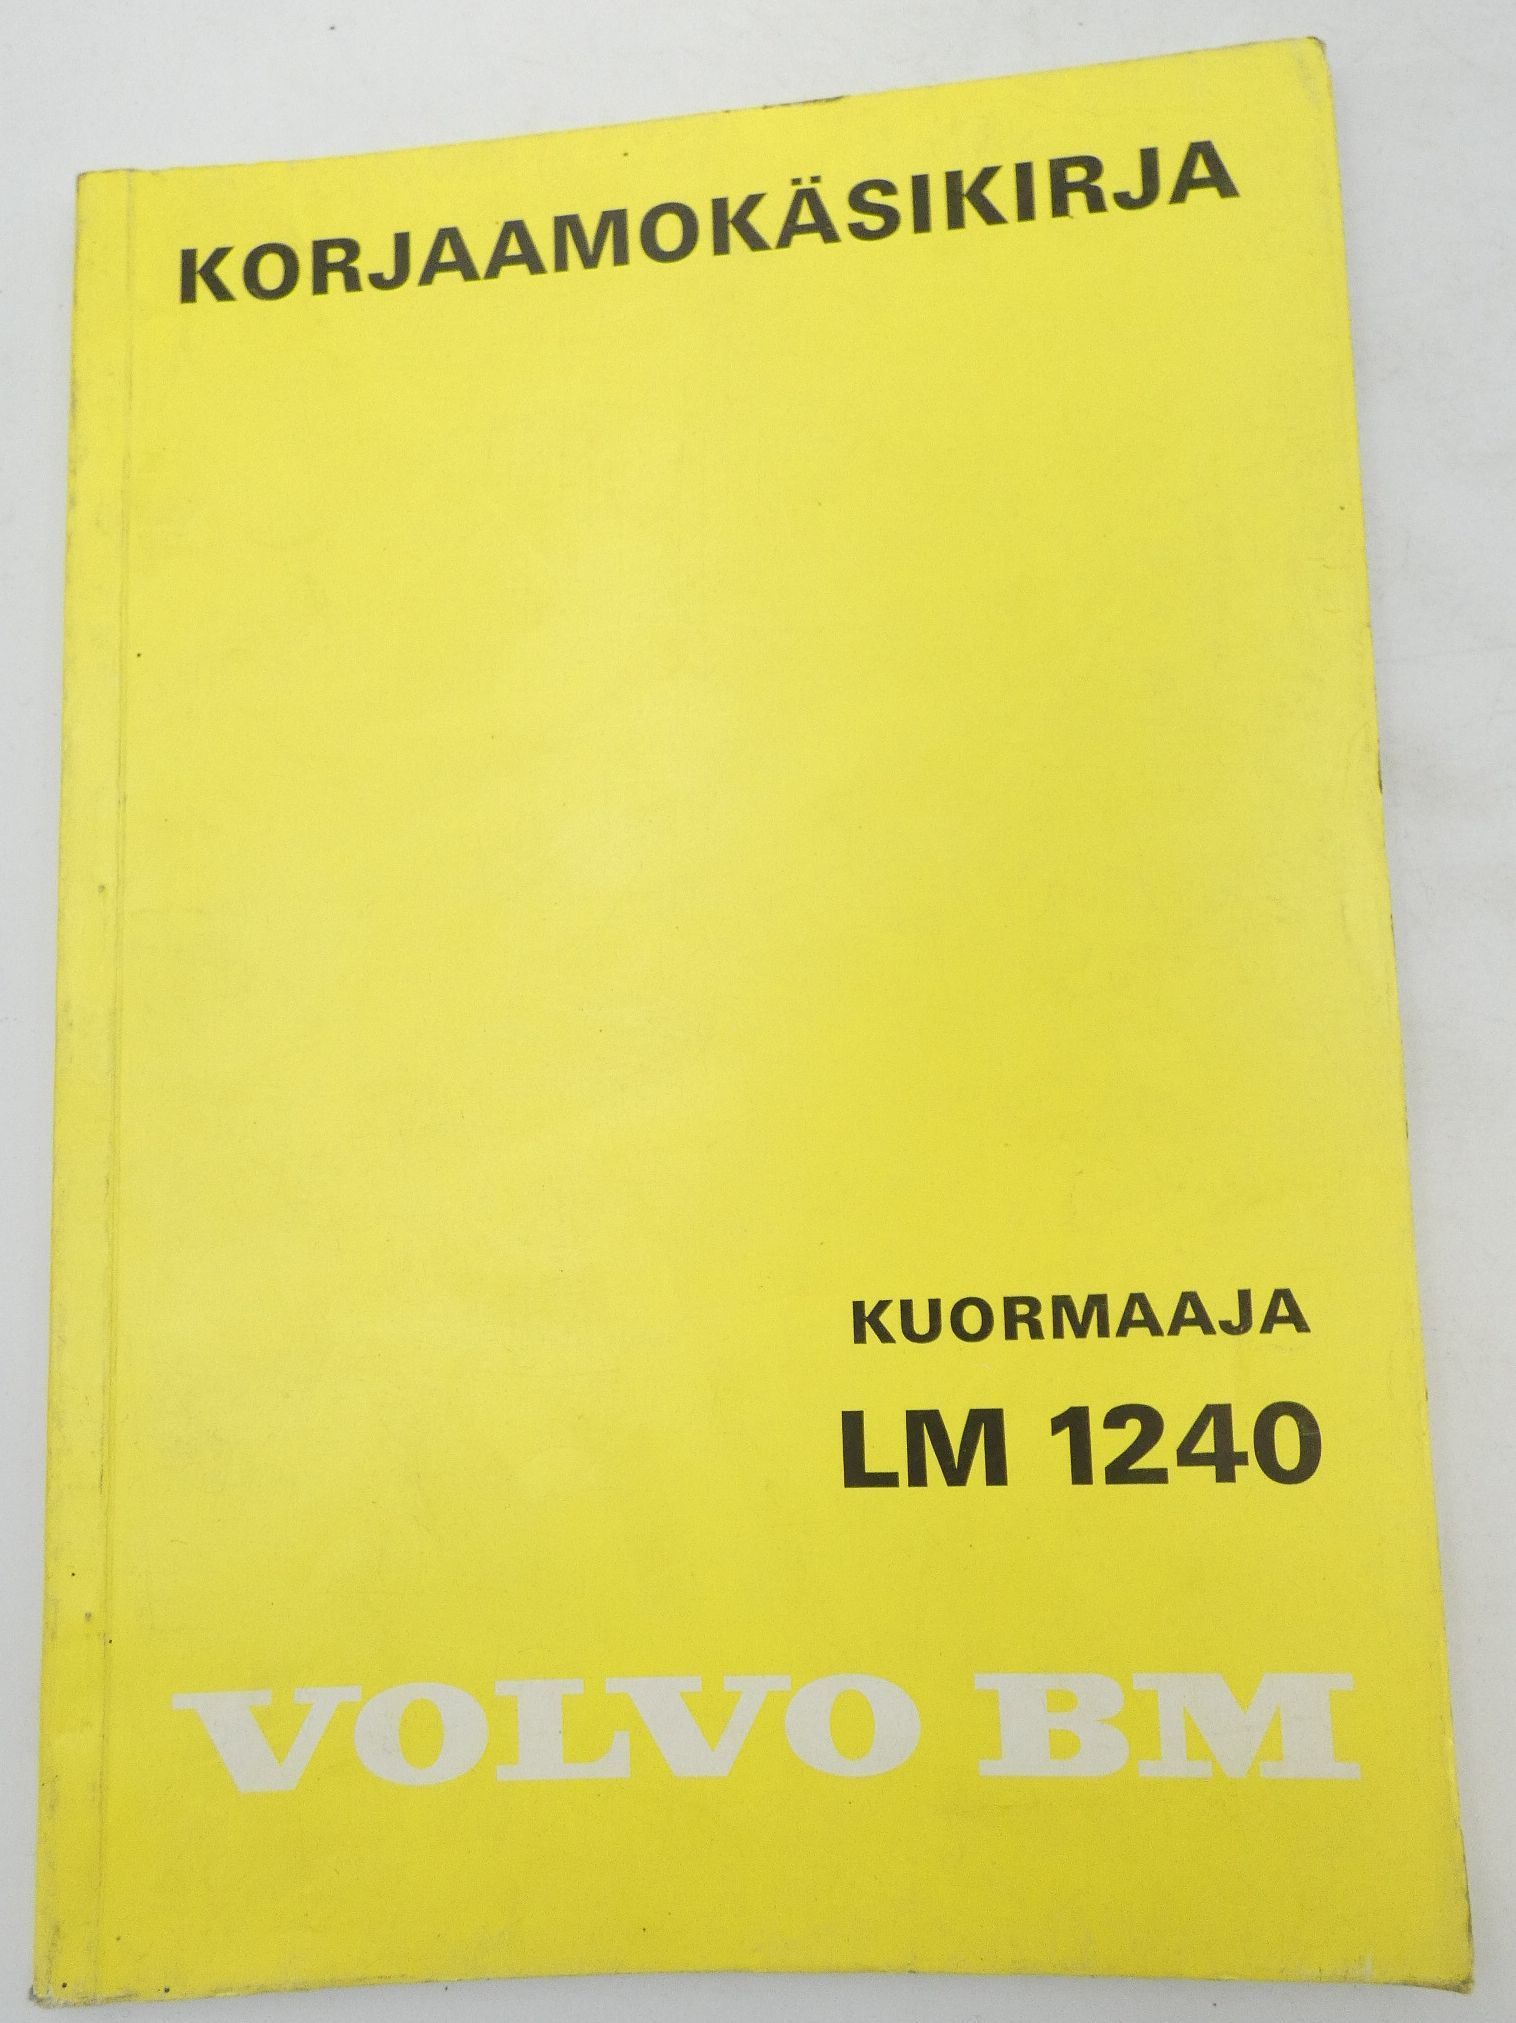 KORJAAMOKÄSIKIRJA
KUORMAAJA
LM 1240
VOLVO BM